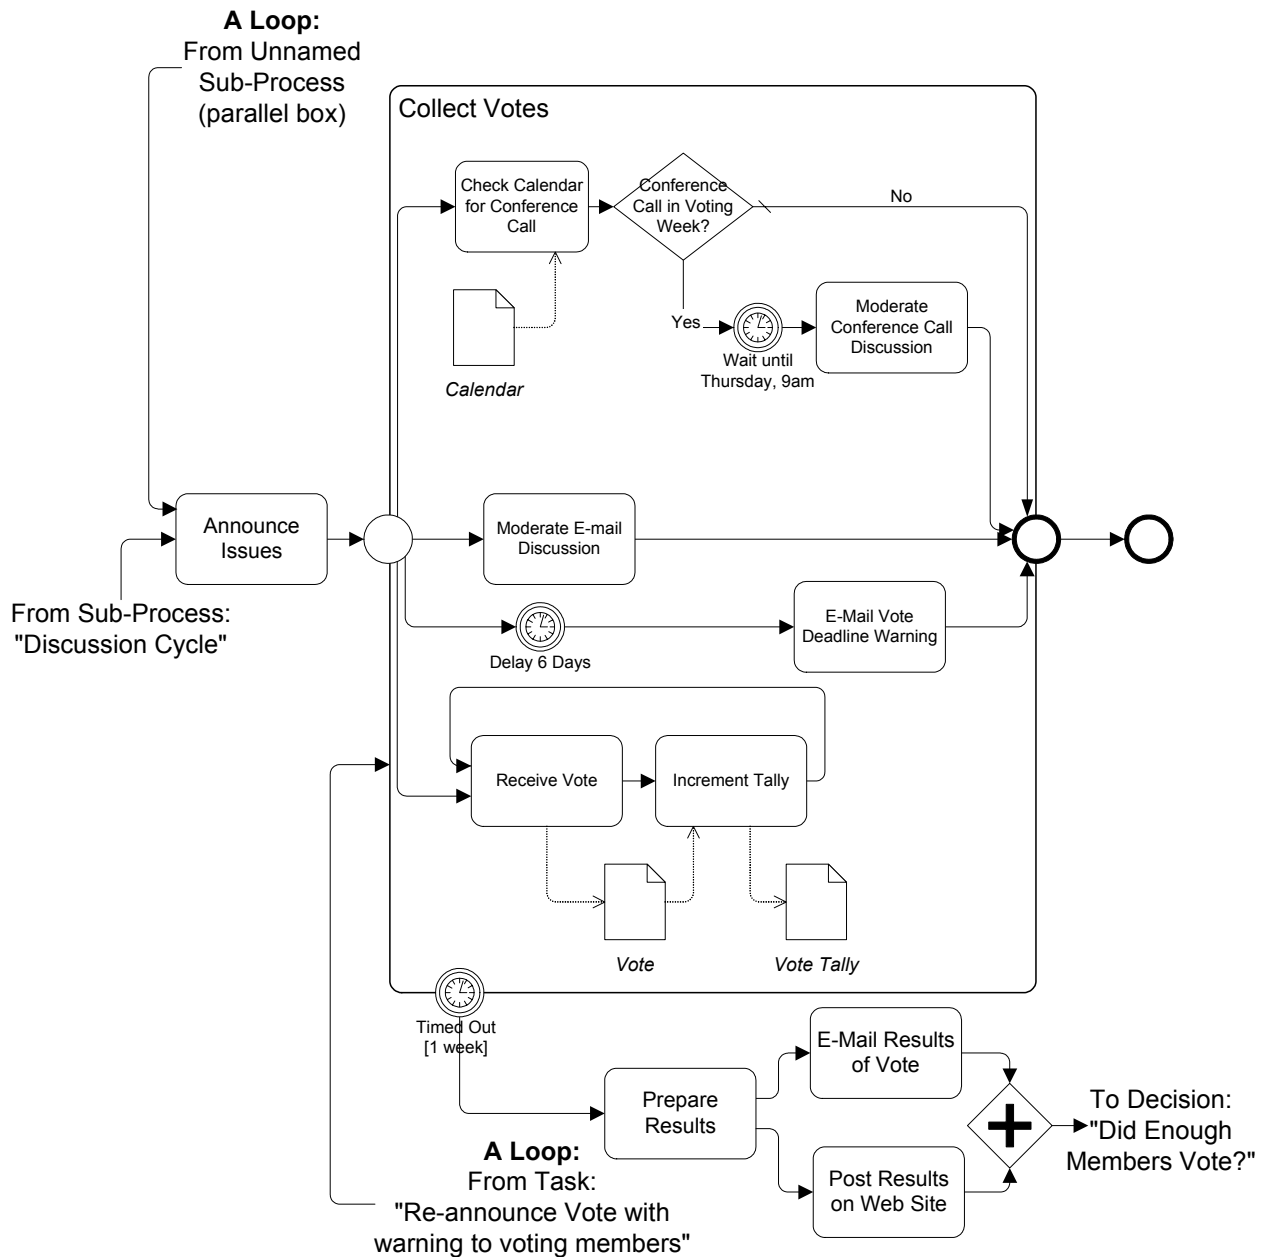 A Loop:
From Unnamed
Sub-Process
(parallel box)
Collect Votes
Check Calendar
for Conference
Call
Conference
Call in Voting
Week?
No
Yes
Wait until
Thursday, 9am
Moderate
Conference Call
Discussion
Calendar
Announce
Issues
Moderate E-mail
Discussion
From Sub-Process:
"Discussion Cycle"
Delay 6 Days
E-Mail Vote
Deadline Warning
Receive Vote
Increment Tally
Vote
Vote Tally
Timed Out
[1 week]
Prepare
Results
E-Mail Results
of Vote
Post Results
on Web Site
To Decision:
"Did Enough
Members Vote?"
A Loop:
From Task:
"Re-announce Vote with
warning to voting members"